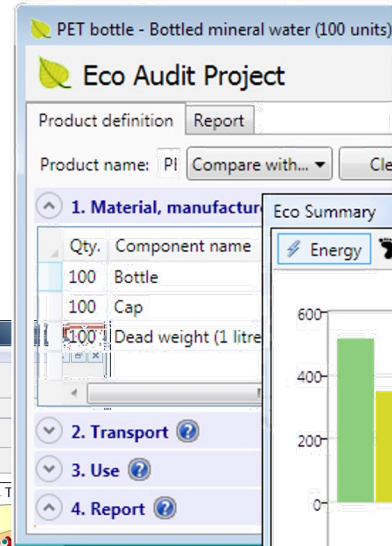 PET bottle - Bottled mineral water (100 units)
Eco Audit Project
Product definition Report
Product name: Compare with... Cle
1. Material, manufacture
Qty. Component name
100 Bottle
100 Cap
100 Dead weight (1 litre
2. Transport
3. Use
4. Report
Eco Summary
Energy
600
400
200
0